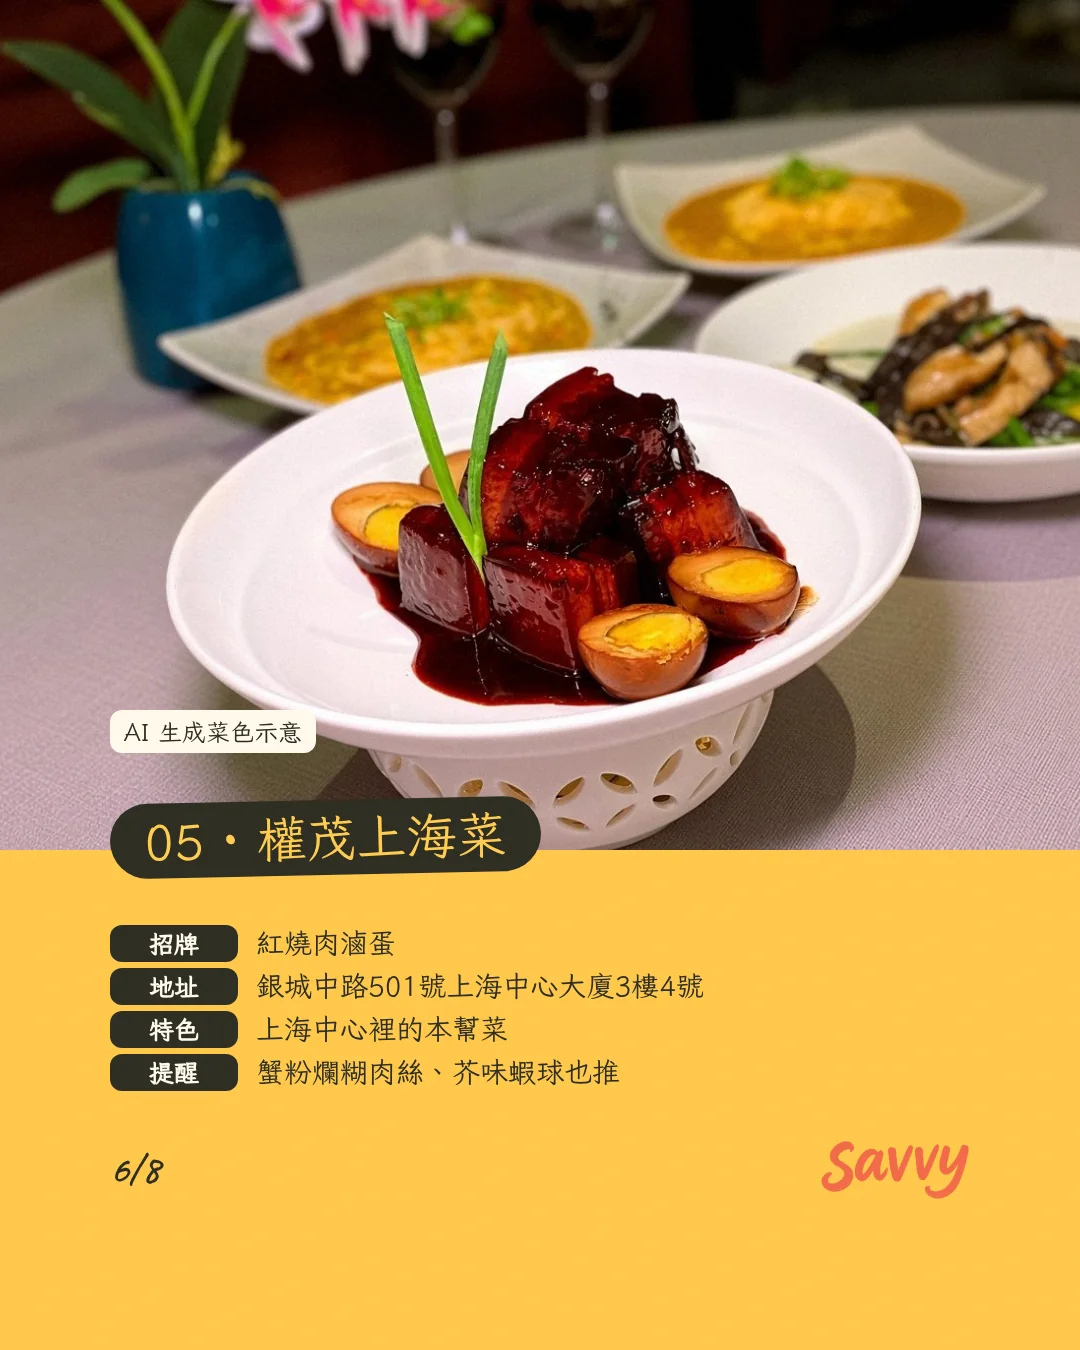 AI 生成菜色示意
05・權茂上海菜
招牌 紅燒肉滷蛋
地址 銀城中路501號上海中心大廈3樓4號
特色 上海中心裡的本幫菜
提醒 蟹粉爛糊肉絲、芥味蝦球也推
6/8
Savvy